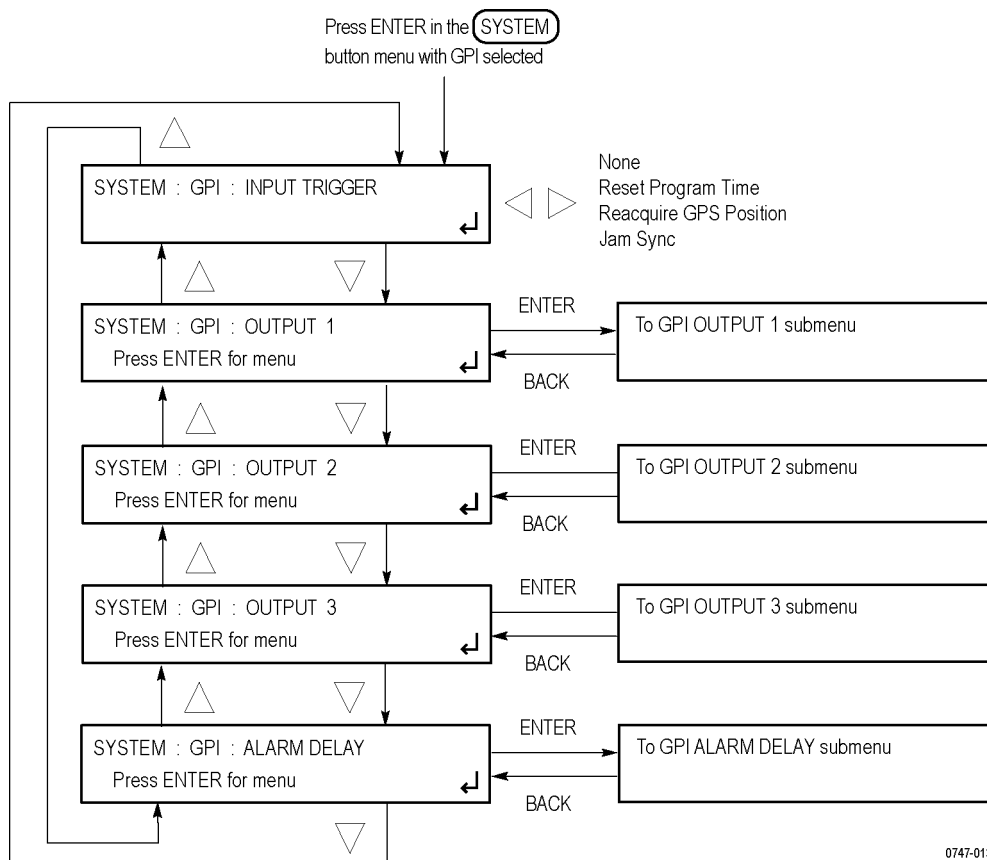 Press ENTER in the SYSTEM
button menu with GPI selected
SYSTEM : GPI : INPUT TRIGGER
None
Reset Program Time
Reacquire GPS Position
Jam Sync
SYSTEM : GPI : OUTPUT 1
Press ENTER for menu
ENTER
BACK
To GPI OUTPUT 1 submenu
SYSTEM : GPI : OUTPUT 2
Press ENTER for menu
ENTER
BACK
To GPI OUTPUT 2 submenu
SYSTEM : GPI : OUTPUT 3
Press ENTER for menu
ENTER
BACK
To GPI OUTPUT 3 submenu
SYSTEM : GPI : ALARM DELAY
Press ENTER for menu
ENTER
BACK
To GPI ALARM DELAY submenu